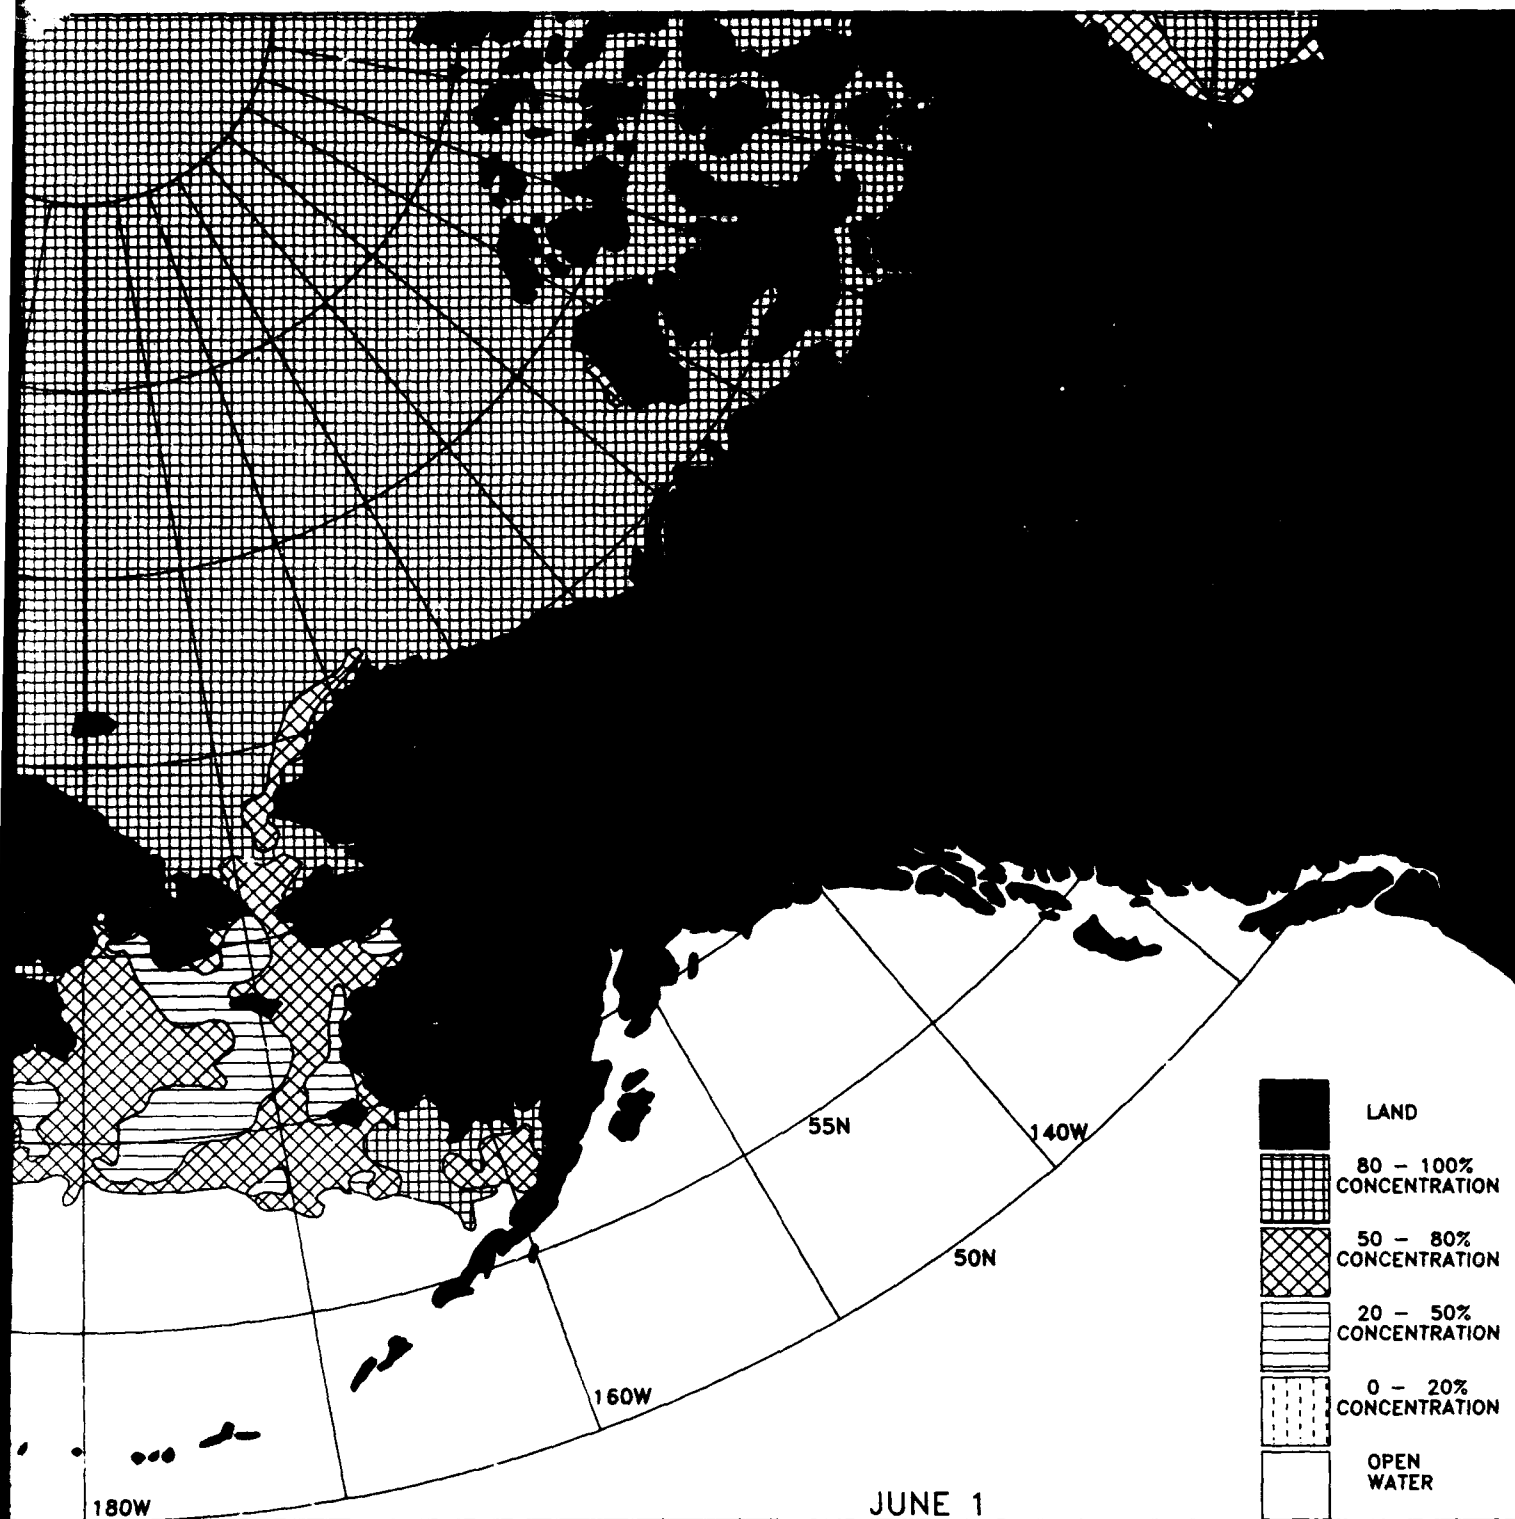 LAND
80 – 100%
CONCENTRATION
50 – 80%
CONCENTRATION
20 – 50%
CONCENTRATION
0 – 20%
CONCENTRATION
OPEN
WATER
55N
140W
50N
160W
180W
JUNE 1